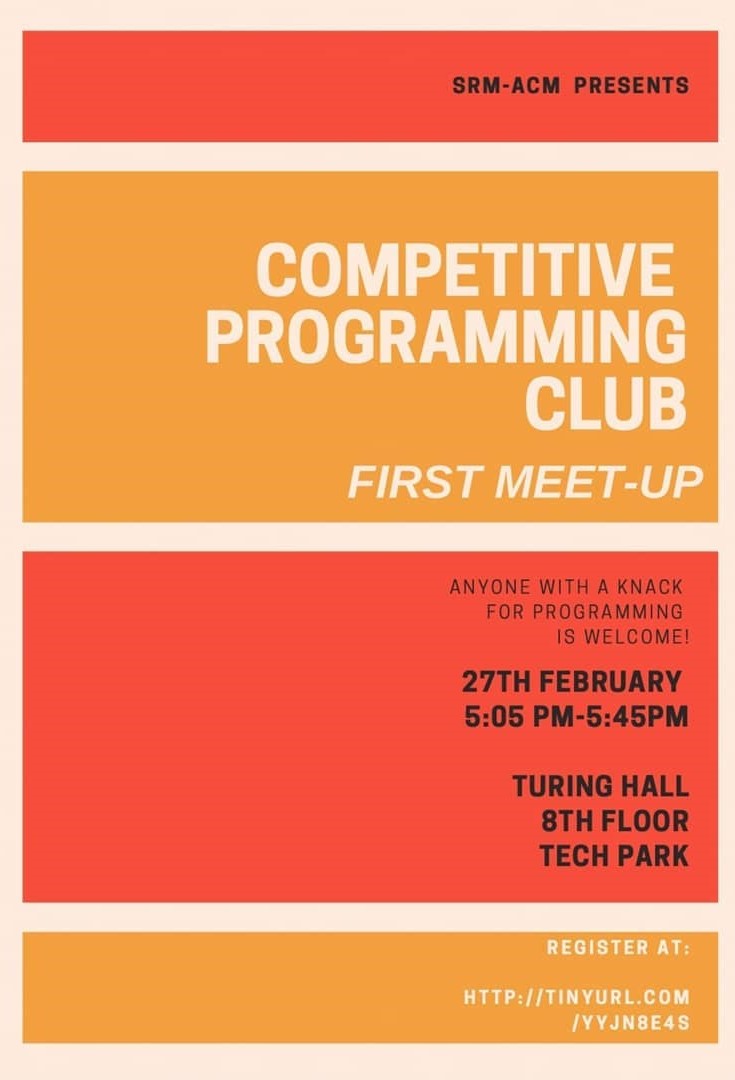 SRM-ACM PRESENTS
COMPETITIVE
PROGRAMMING
CLUB
FIRST MEET-UP
ANYONE WITH A KNACK
FOR PROGRAMMING
IS WELCOME!
27TH FEBRUARY
5:05 PM-5:45PM
TURING HALL
8TH FLOOR
TECH PARK
REGISTER AT:
HTTP://TINYURL.COM
/YYJN8E4S